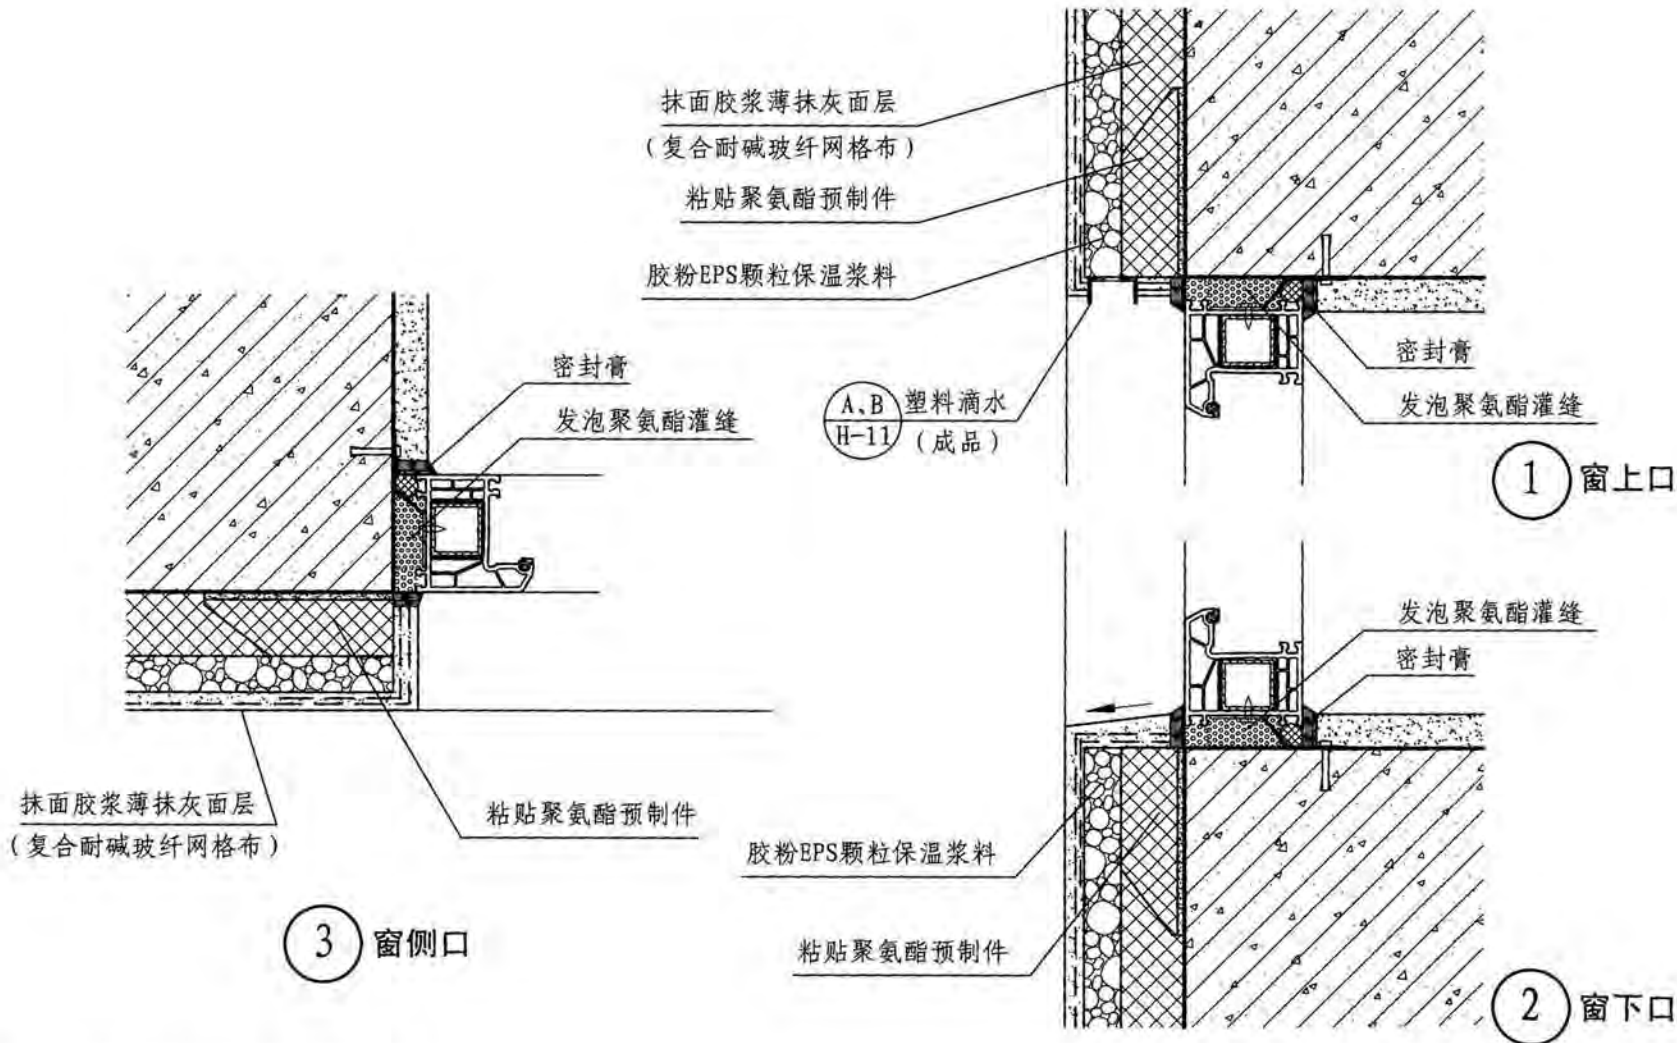 抹面胶浆薄抹灰面层
(复合耐碱玻纤网格布)
粘贴聚氨酯预制件
胶粉EPS颗粒保温浆料
A、B
H-11
塑料滴水
(成品)
密封膏
发泡聚氨酯灌缝
1 窗上口
密封膏
发泡聚氨酯灌缝
抹面胶浆薄抹灰面层
(复合耐碱玻纤网格布)
粘贴聚氨酯预制件
3 窗侧口
发泡聚氨酯灌缝
密封膏
胶粉EPS颗粒保温浆料
粘贴聚氨酯预制件
2 窗下口